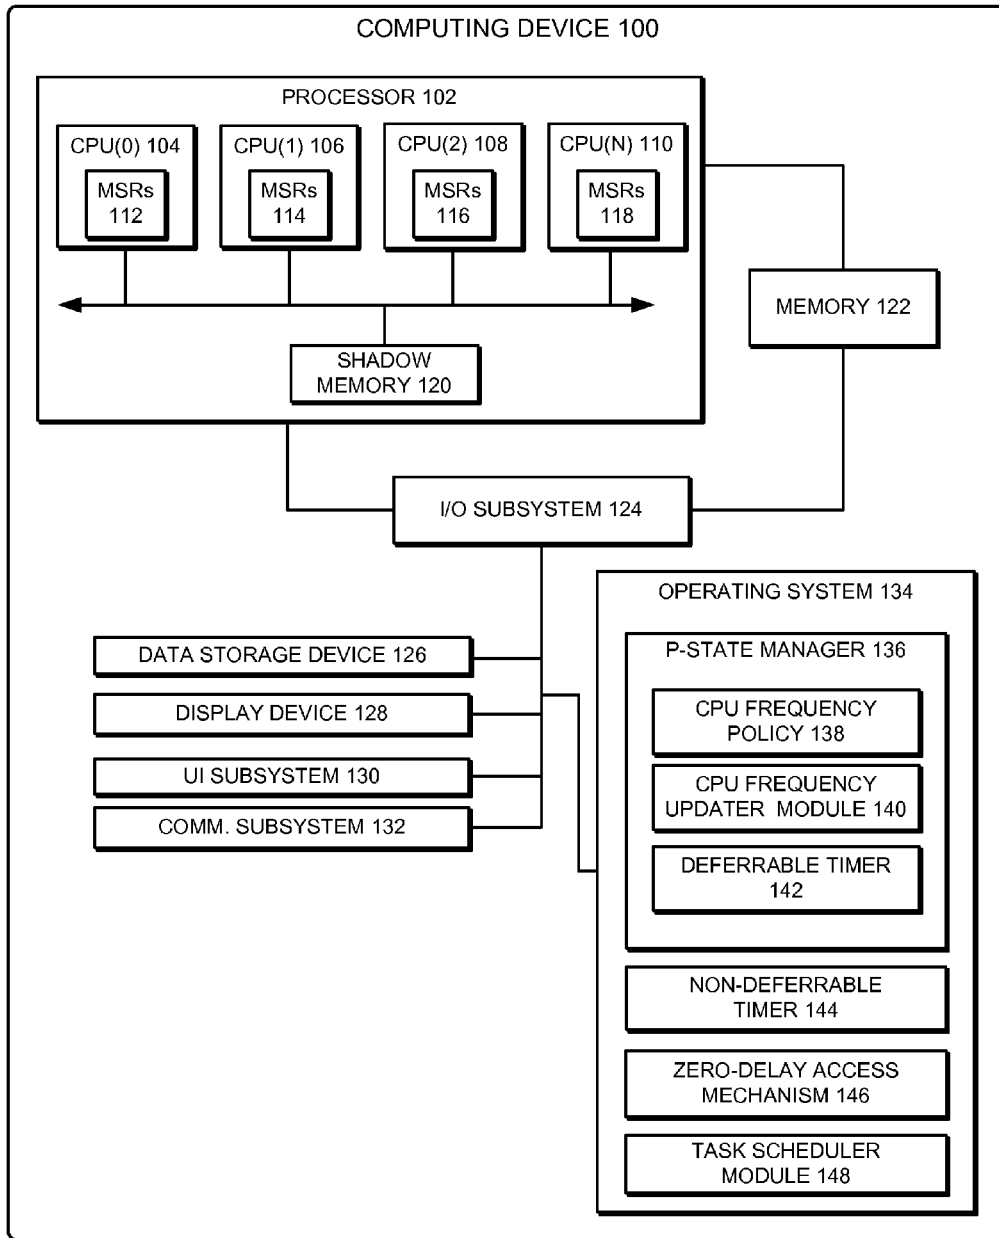 COMPUTING DEVICE 100
PROCESSOR 102
CPU(0) 104
MSRs
112
CPU(1) 106
MSRs
114
CPU(2) 108
MSRs
116
CPU(N) 110
MSRs
118
SHADOW
MEMORY 120
MEMORY 122
I/O SUBSYSTEM 124
DATA STORAGE DEVICE 126
DISPLAY DEVICE 128
UI SUBSYSTEM 130
COMM. SUBSYSTEM 132
OPERATING SYSTEM 134
P-STATE MANAGER 136
CPU FREQUENCY
POLICY 138
CPU FREQUENCY
UPDATER MODULE 140
DEFERRABLE TIMER
142
NON-DEFERRABLE
TIMER 144
ZERO-DELAY ACCESS
MECHANISM 146
TASK SCHEDULER
MODULE 148